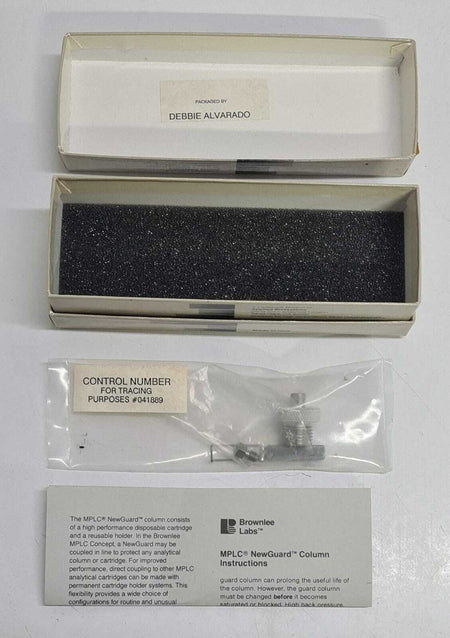 PACKAGED BY
DEBBIE ALVARADO
CONTROL NUMBER
FOR TRACING
PURPOSES #041889
The MPLC® NewGuard™ column consists
of a high performance disposable cartridge
and a reusable holder. In the Brownlee
MPLC Concept, a NewGuard may be
coupled in line to protect any analytical
column or cartridge. For improved
performance, direct coupling to other MPLC
analytical cartridges can be made with
permanent cartridge holder systems. This
flexibility provides a wide choice of
configurations for routine and unusual
Brownlee
Labs™
MPLC® NewGuard™ Column
Instructions
guard column can prolong the useful life of
the column. However, the guard column
must be changed before it becomes
saturated or blocked. High back pressure